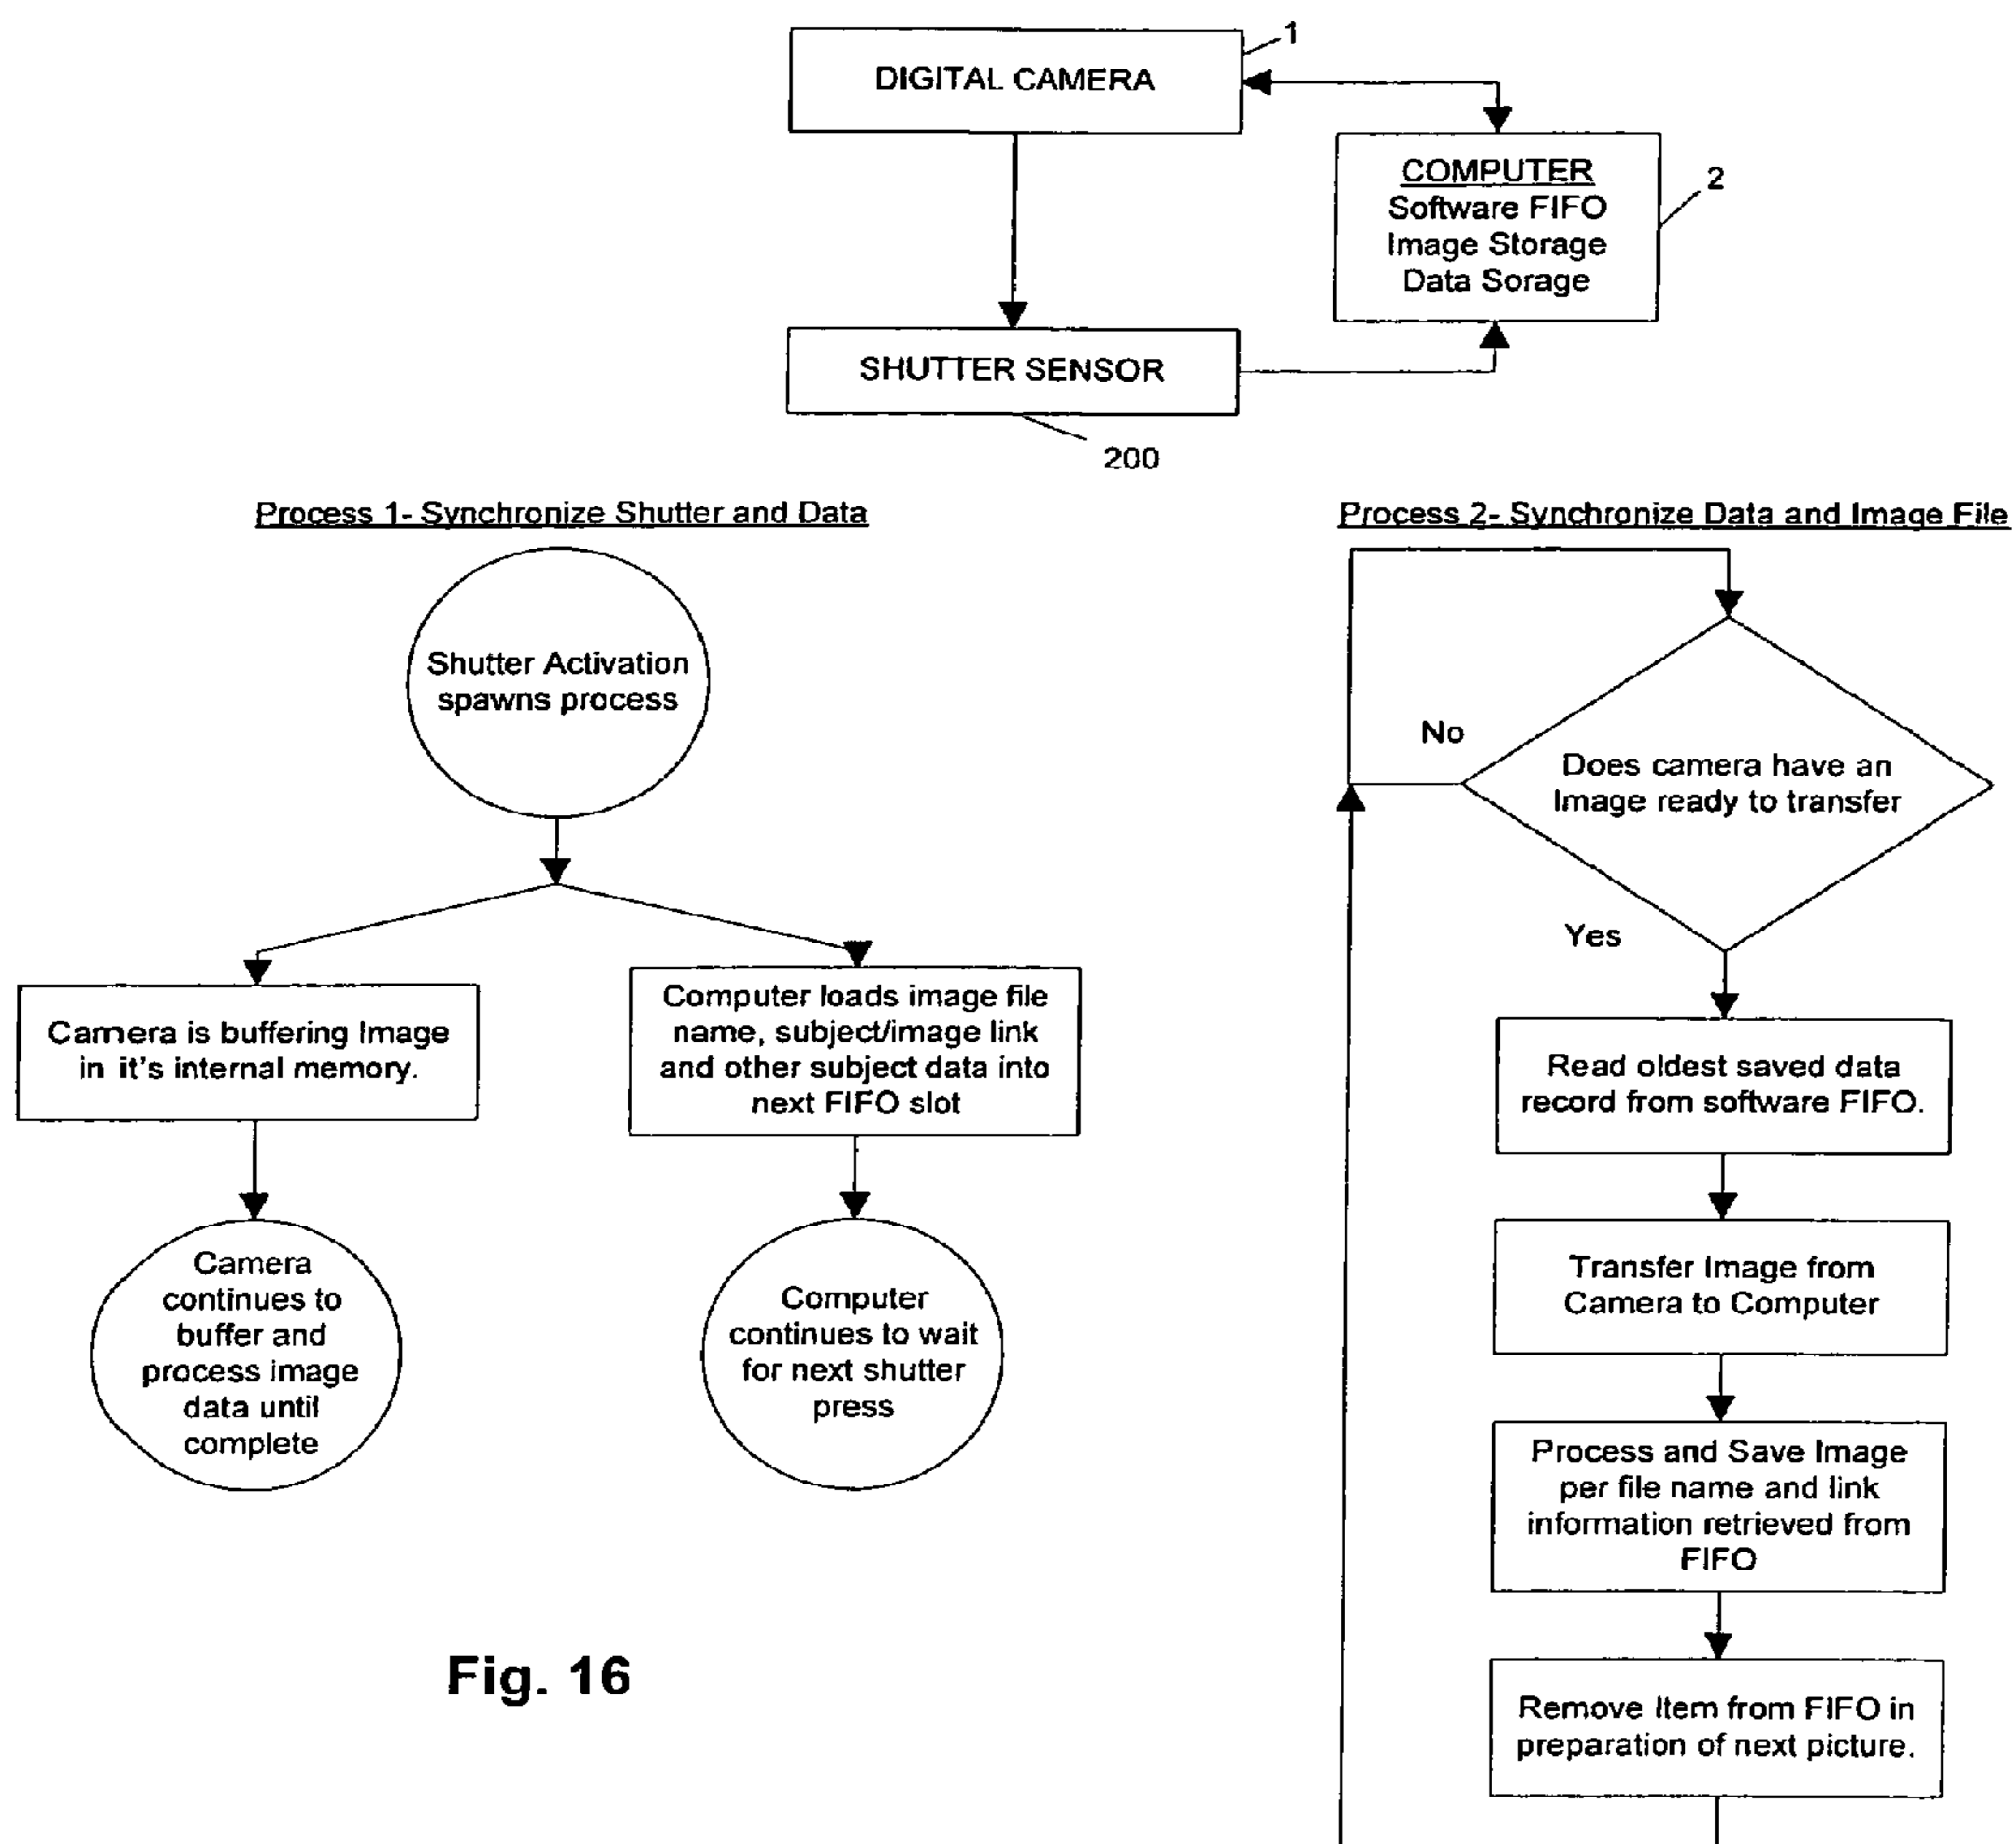 1
DIGITAL CAMERA
COMPUTER
Software FIFO
Image Storage
Data Sorage
2
SHUTTER SENSOR
200
Process 1- Synchronize Shutter and Data
Shutter Activation
spawns process
Camera is buffering Image
in it's internal memory.
Computer loads image file
name, subject/image link
and other subject data into
next FIFO slot
Camera
continues to
buffer and
process image
data until
complete
Computer
continues to wait
for next shutter
press
Process 2- Synchronize Data and Image File
No
Does camera have an
Image ready to transfer
Yes
Read oldest saved data
record from software FIFO.
Transfer Image from
Camera to Computer
Process and Save Image
per file name and link
information retrieved from
FIFO
Remove Item from FIFO in
preparation of next picture.
Fig. 16